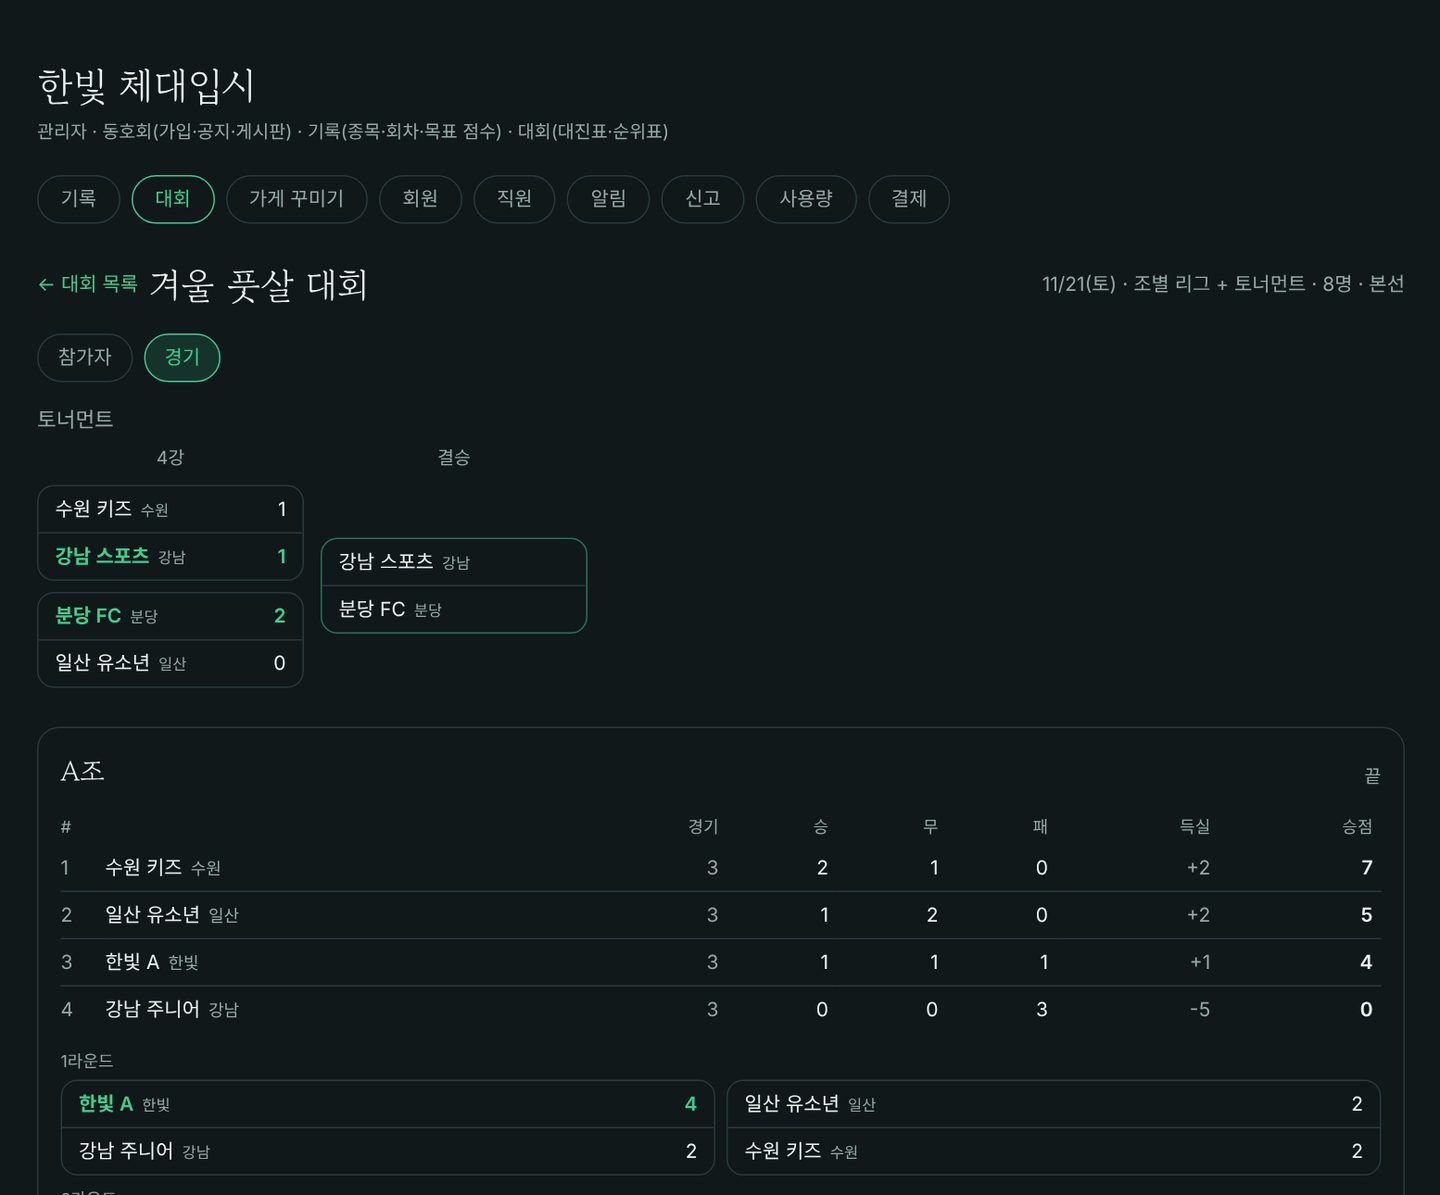 한빛 체대입시
관리자 · 동호회(가입·공지·게시판) · 기록(종목·회차·목표 점수) · 대회(대진표·순위표)
기록 대회 가게 꾸미기 회원 직원 알림 신고 사용량 결제
← 대회 목록 겨울 풋살 대회 11/21(토) · 조별 리그 + 토너먼트 · 8명 · 본선
참가자 경기
토너먼트
4강 결승
수원 키즈 수원 1
강남 스포츠 강남 1
분당 FC 분당 2
일산 유소년 일산 0
강남 스포츠 강남
분당 FC 분당
A조 끝
# 경기 승 무 패 득실 승점
1 수원 키즈 수원 3 2 1 0 +2 7
2 일산 유소년 일산 3 1 2 0 +2 5
3 한빛 A 한빛 3 1 1 1 +1 4
4 강남 주니어 강남 3 0 0 3 -5 0
1라운드
한빛 A 한빛 4
강남 주니어 강남 2
일산 유소년 일산 2
수원 키즈 수원 2